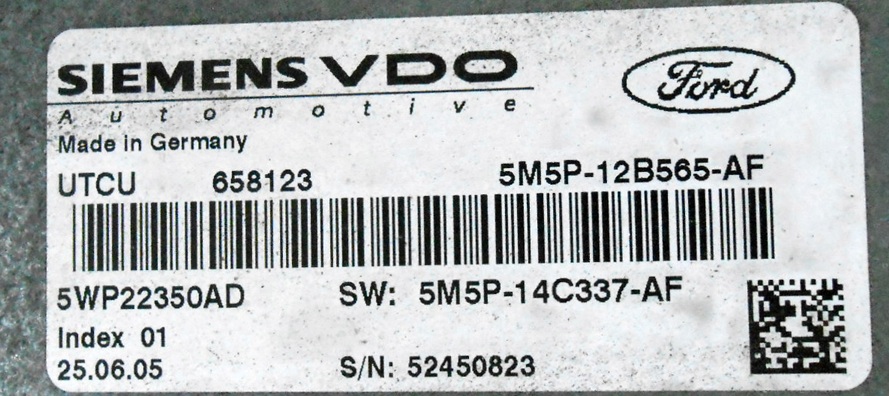 SIEMENS VDO
Ford
Automotive
Made in Germany
UTCU 658123 5M5P-12B565-AF
5WP22350AD SW: 5M5P-14C337-AF
Index 01
25.06.05 S/N: 52450823